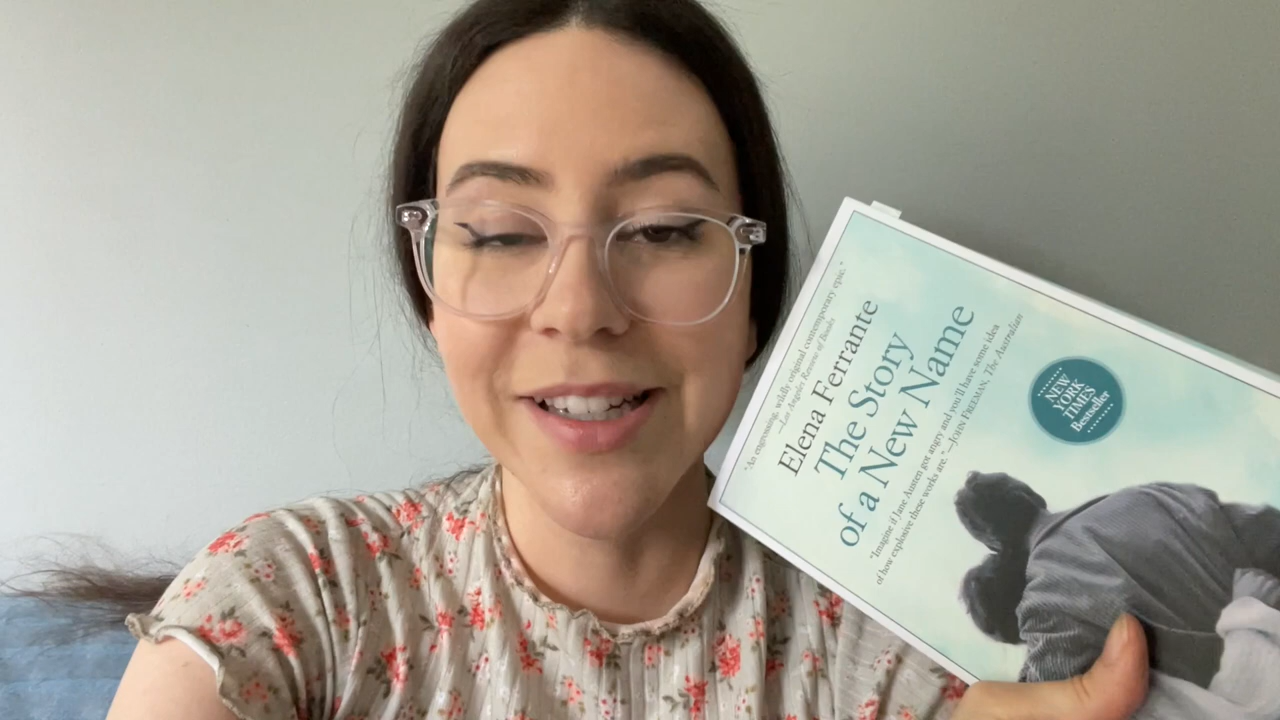 "An engrossing, wildly original contemporary epic."
—Los Angeles Review of Books
Elena Ferrante
The Story
of a New Name
"Imagine if Jane Austen got angry and you'll have some idea
of how explosive these works are." —JOHN FREEMAN, The Australian
NEW
YORK
TIMES
Bestseller